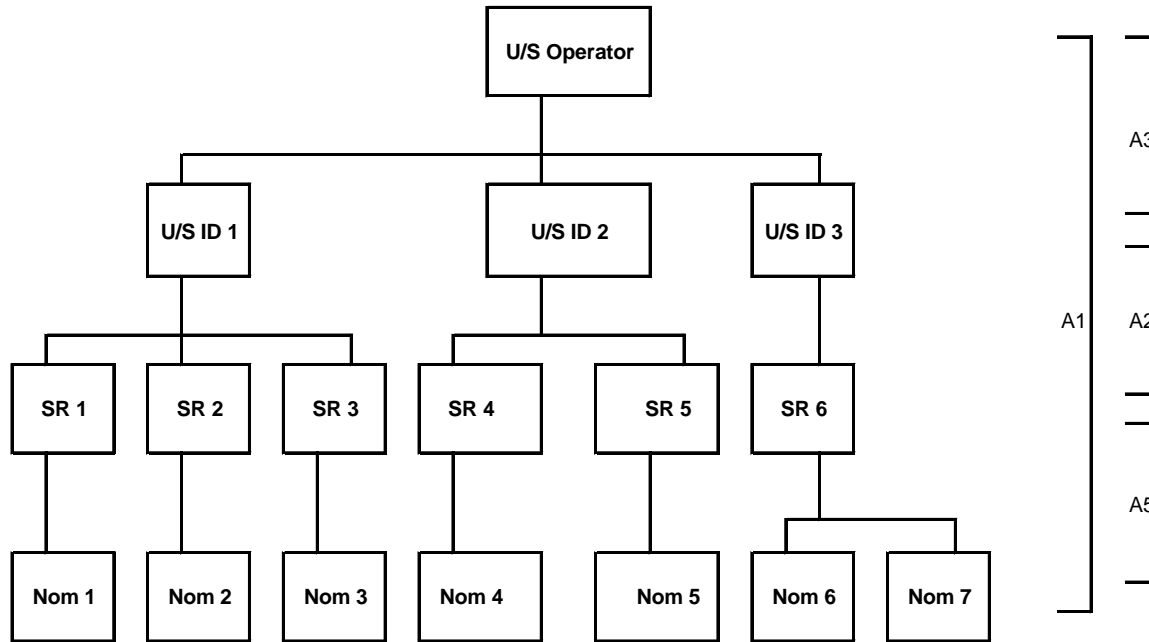 U/S Operator
A3
U/S ID 1
U/S ID 2
U/S ID 3
A1
A2
SR 1
SR 2
SR 3
SR 4
SR 5
SR 6
A5
Nom 1
Nom 2
Nom 3
Nom 4
Nom 5
Nom 6
Nom 7